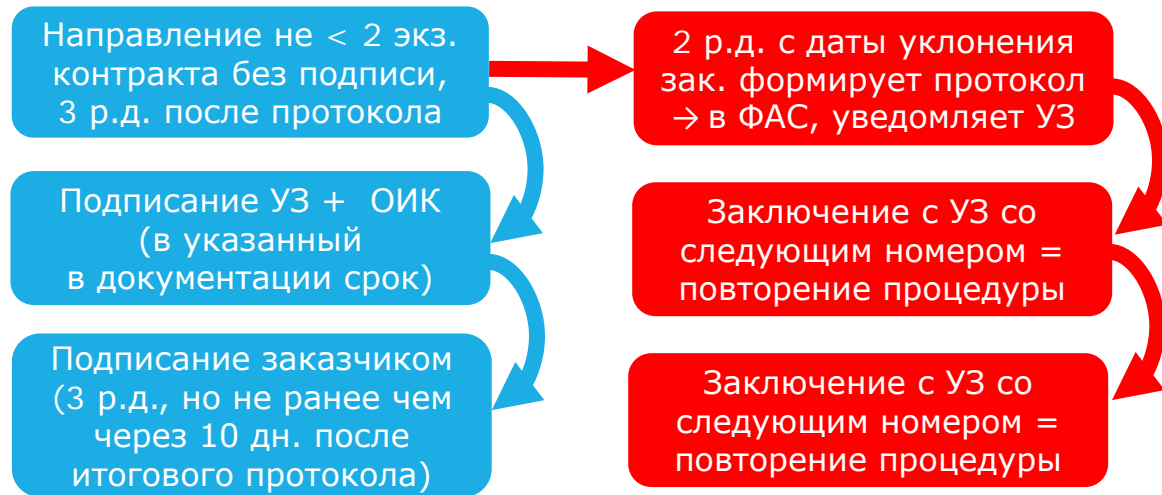 Направление не < 2 экз.
контракта без подписи,
3 р.д. после протокола
Подписание УЗ + ОИК
(в указанный
в документации срок)
Подписание заказчиком
(3 р.д., но не ранее чем
через 10 дн. после
итогового протокола)
2 р.д. с даты уклонения
зак. формирует протокол
→ в ФАС, уведомляет УЗ
Заключение с УЗ со
следующим номером =
повторение процедуры
Заключение с УЗ со
следующим номером =
повторение процедуры